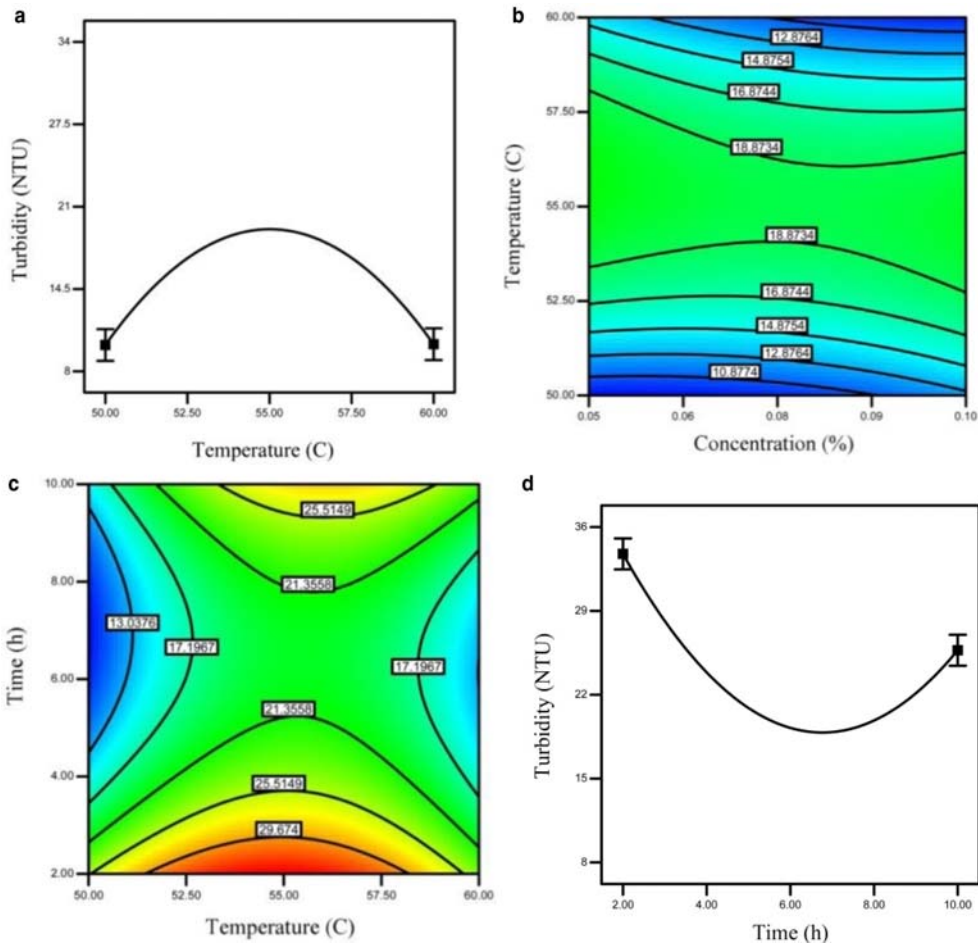 a
34
27.5
21
14.5
8
Turbidity (NTU)
50.00 52.50 55.00 57.50 60.00
Temperature (C)
b
60.00
57.50
55.00
52.50
50.00
Temperature (C)
12.8764
14.8754
16.8744
18.8734
18.8734
16.8744
14.8754
12.8764
10.8774
0.05 0.06 0.08 0.09 0.10
Concentration (%)
c
10.00
8.00
6.00
4.00
2.00
Time (h)
25.5149
21.3558
13.0376
17.1967
17.1967
21.3558
25.5149
29.674
50.00 52.50 55.00 57.50 60.00
Temperature (C)
d
36
29
22
15
8
Turbidity (NTU)
2.00 4.00 6.00 8.00 10.00
Time (h)